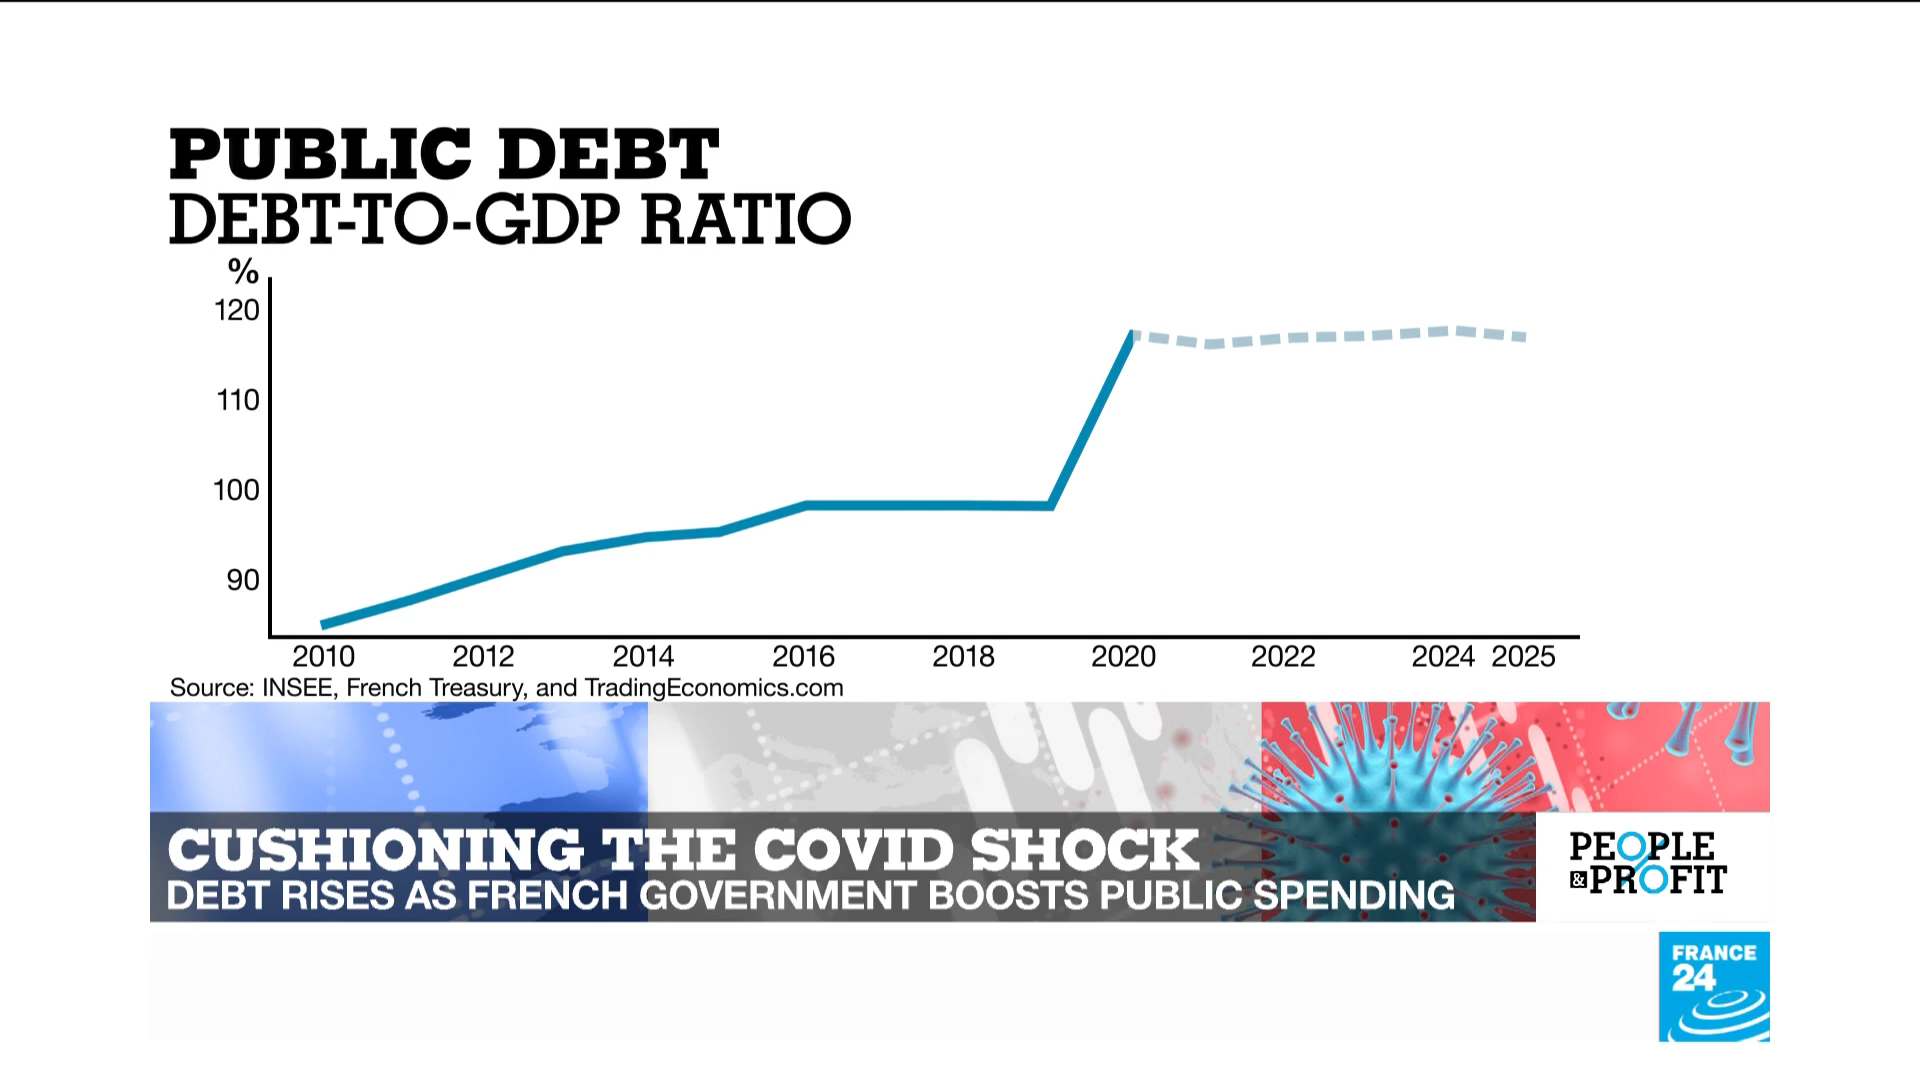 PUBLIC DEBT
DEBT-TO-GDP RATIO
%
120
110
100
90
2010 2012 2014 2016 2018 2020 2022 2024 2025
Source: INSEE, French Treasury, and TradingEconomics.com
CUSHIONING THE COVID SHOCK
DEBT RISES AS FRENCH GOVERNMENT BOOSTS PUBLIC SPENDING
PEOPLE
&PROFIT
FRANCE
24